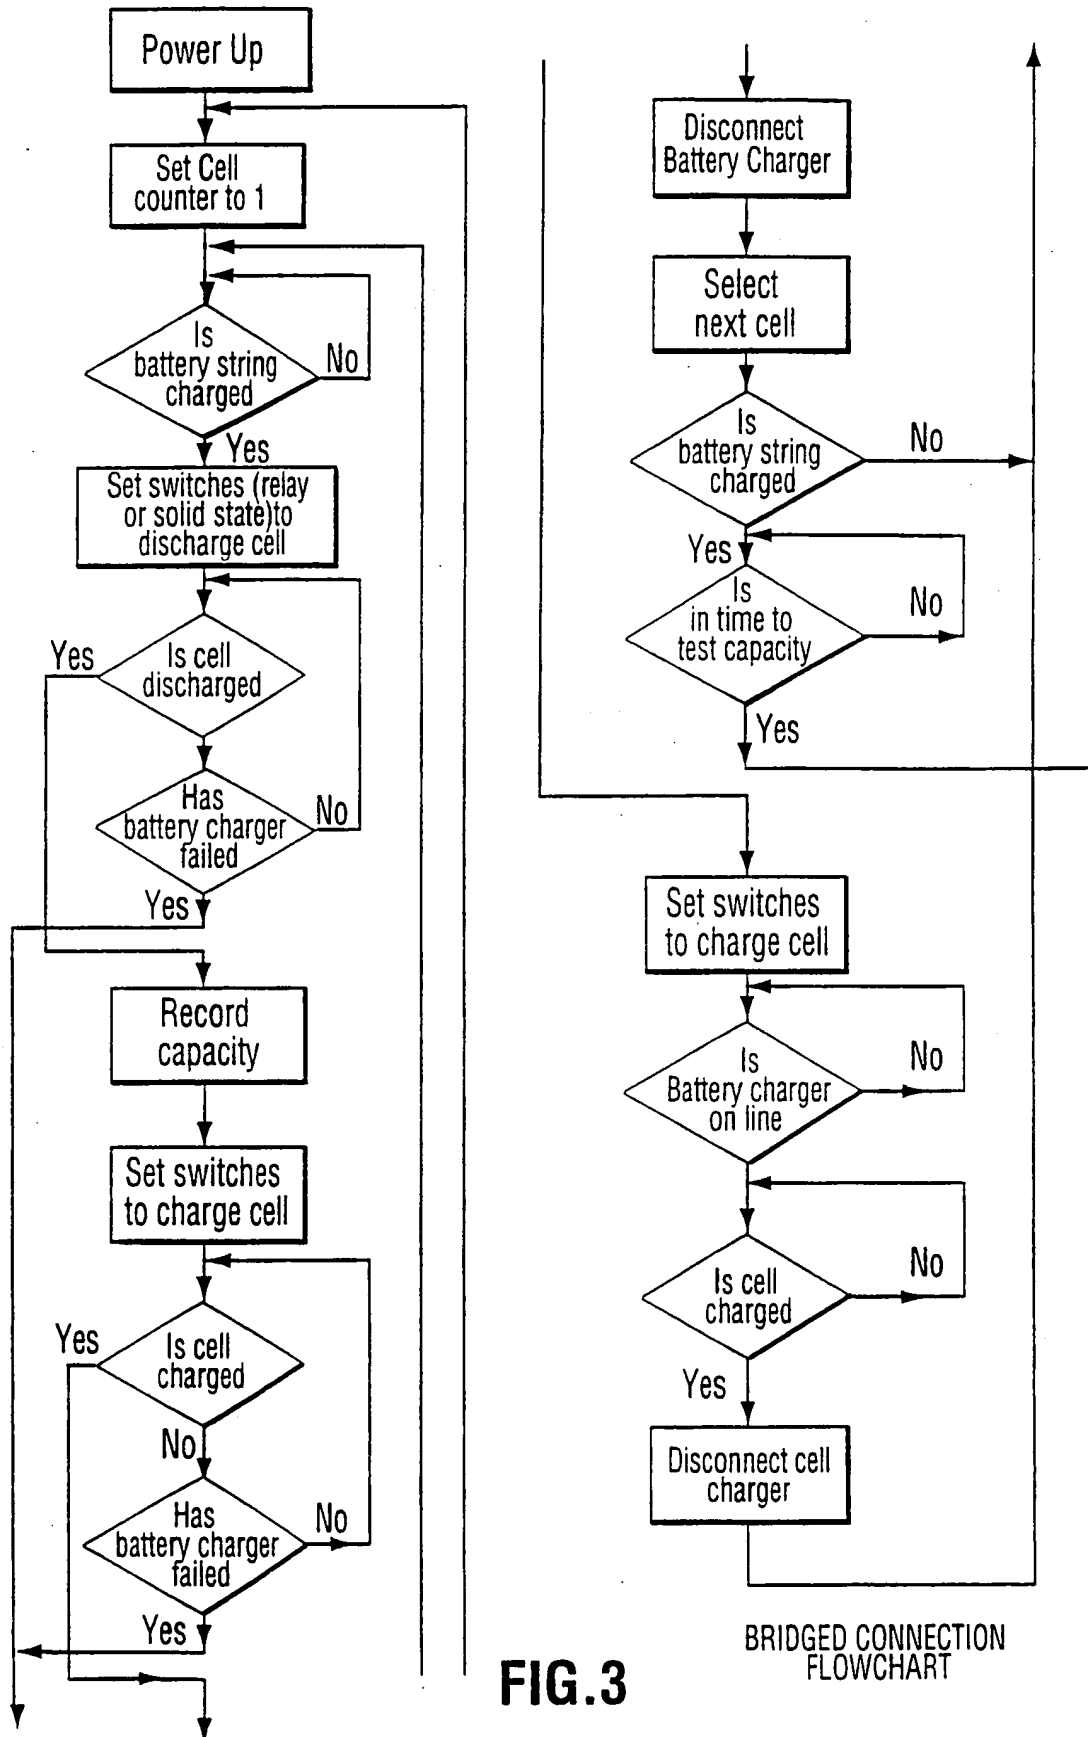 Power Up
Set Cell
counter to 1
Is
battery string
charged
No
Yes
Set switches (relay
or solid state)to
discharge cell
Yes
Is cell
discharged
Has
battery charger
failed
No
Yes
Record
capacity
Set switches
to charge cell
Yes
Is cell
charged
No
Has
battery charger
failed
No
Yes
Disconnect
Battery Charger
Select
next cell
Is
battery string
charged
No
Yes
Is
in time to
test capacity
No
Yes
Set switches
to charge cell
Is
Battery charger
on line
No
Is cell
charged
No
Yes
Disconnect cell
charger
BRIDGED CONNECTION
FLOWCHART
FIG.3